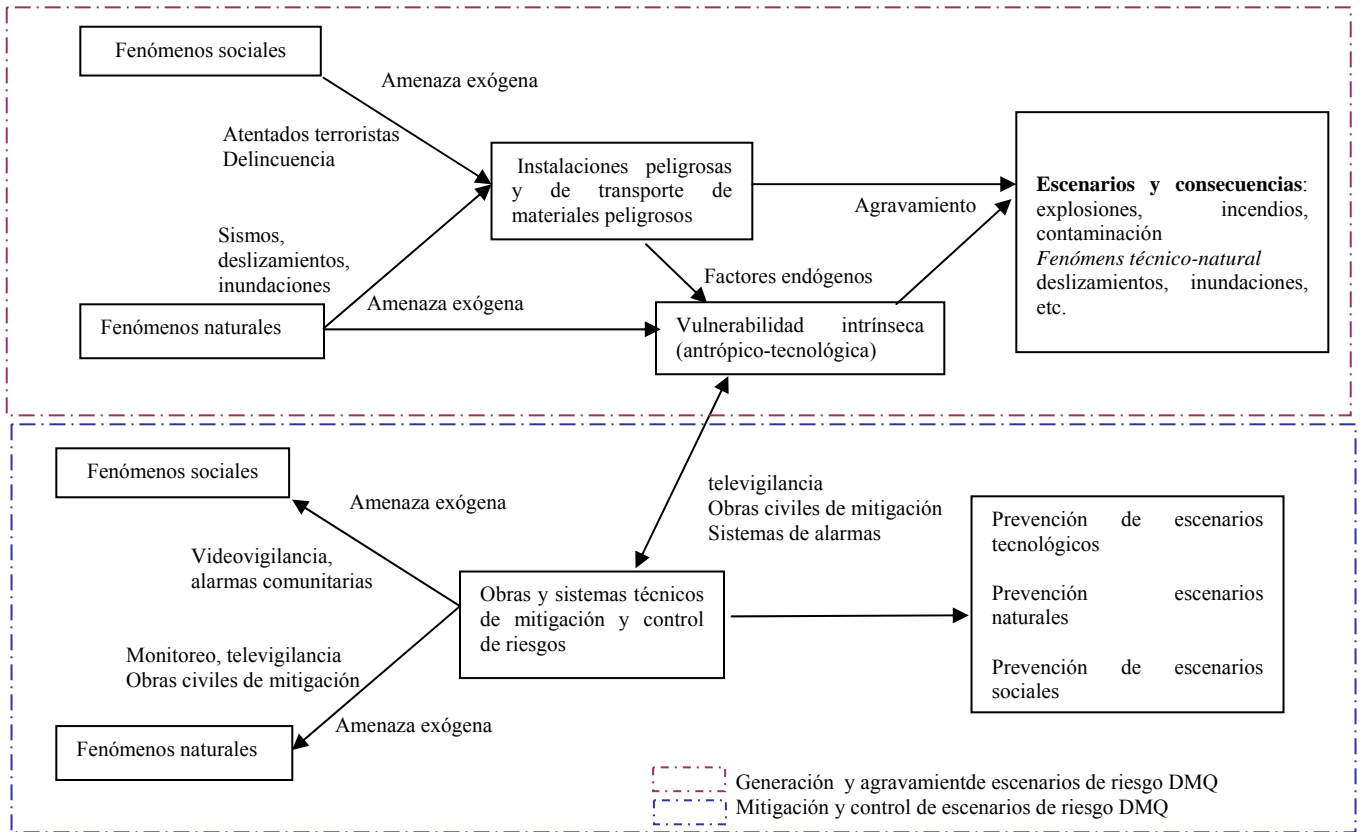 Fenómenos sociales
Amenaza exógena
Atentados terroristas
Delincuencia
Instalaciones peligrosas
y de transporte de
materiales peligrosos
Agravamiento
Escenarios y consecuencias:
explosiones, incendios,
contaminación
Fenómens técnico-natural
deslizamientos, inundaciones,
etc.
Sismos,
deslizamientos,
inundaciones
Factores endógenos
Amenaza exógena
Fenómenos naturales
Vulnerabilidad intrínseca
(antrópico-tecnológica)
Fenómenos sociales
Amenaza exógena
televigilancia
Obras civiles de mitigación
Sistemas de alarmas
Videovigilancia,
alarmas comunitarias
Obras y sistemas técnicos
de mitigación y control
de riesgos
Prevención de escenarios
tecnológicos
Prevención escenarios
naturales
Prevención de escenarios
sociales
Monitoreo, televigilancia
Obras civiles de mitigación
Amenaza exógena
Fenómenos naturales
Generación y agravamientde escenarios de riesgo DMQ
Mitigación y control de escenarios de riesgo DMQ